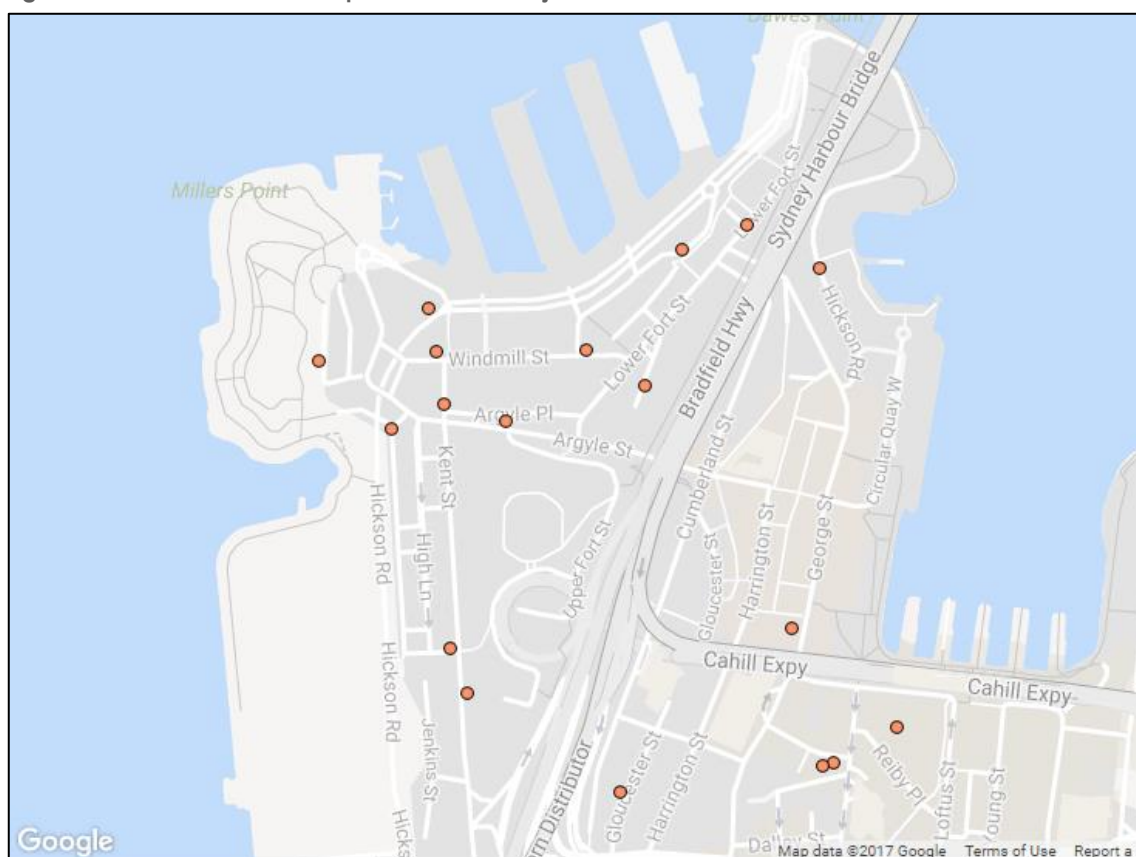 Dawes Point
Millers Point
Lower Fort St
Sydney Harbour Bridge
Hickson Rd
Bradfield Hwy
Windmill St
Lower Fort St
Circular Quay W
Argyle Pl
Argyle St
Cumberland St
Kent St
Hickson Rd
High Ln
Upper Fort St
Gloucester St
Harrington St
George St
Cahill Expy
Cahill Expy
Hickson Rd
Jenkins St
Gloucester St
Harrington St
Reiby Pl
Loftus St
Young St
Dalley St
Google
Map data ©2017 Google
Terms of Use
Report a